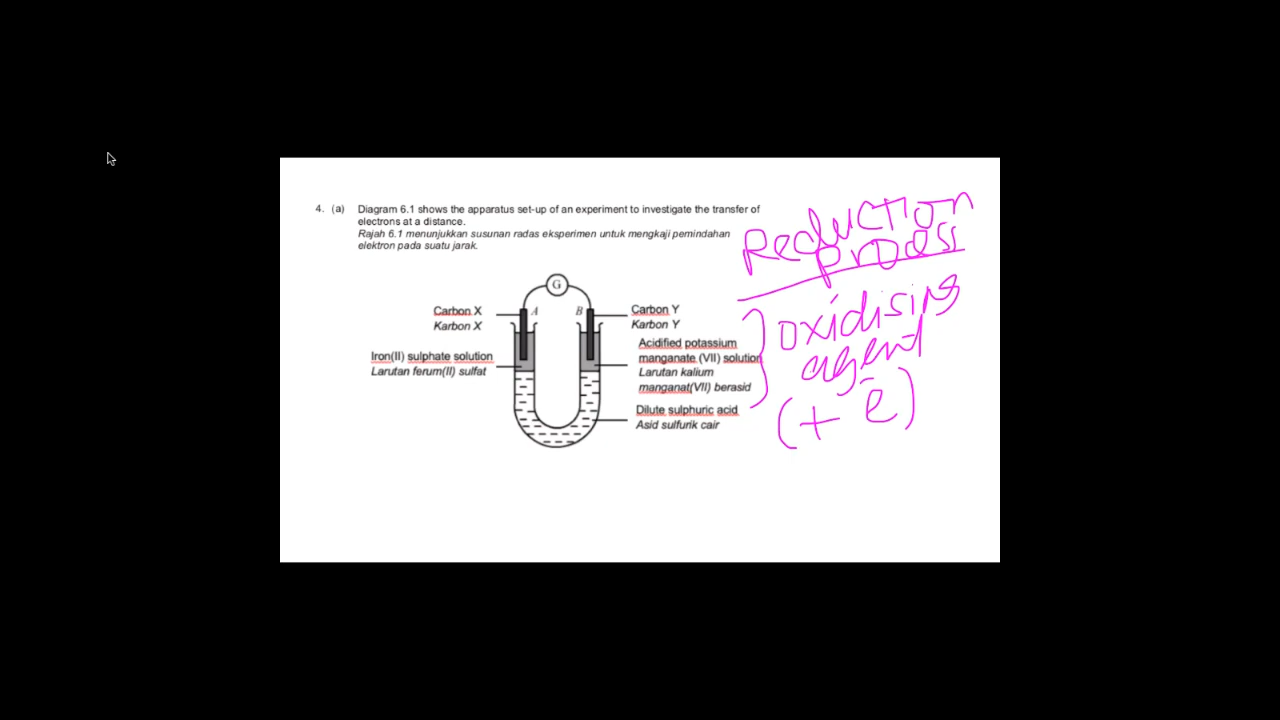 4. (a) Diagram 6.1 shows the apparatus set-up of an experiment to investigate the transfer of
electrons at a distance.
Rajah 6.1 menunjukkan susunan radas eksperimen untuk mengkaji pemindahan
elektron pada suatu jarak.
Reduction
process
G
A
B
Carbon X
Karbon X
Carbon Y
Karbon Y
Iron(II) sulphate solution
Larutan ferum(II) sulfat
Acidified potassium
manganate (VII) solution
Larutan kalium
manganat(VII) berasid
Dilute sulphuric acid
Asid sulfurik cair
oxidising
agent
(+ ē)